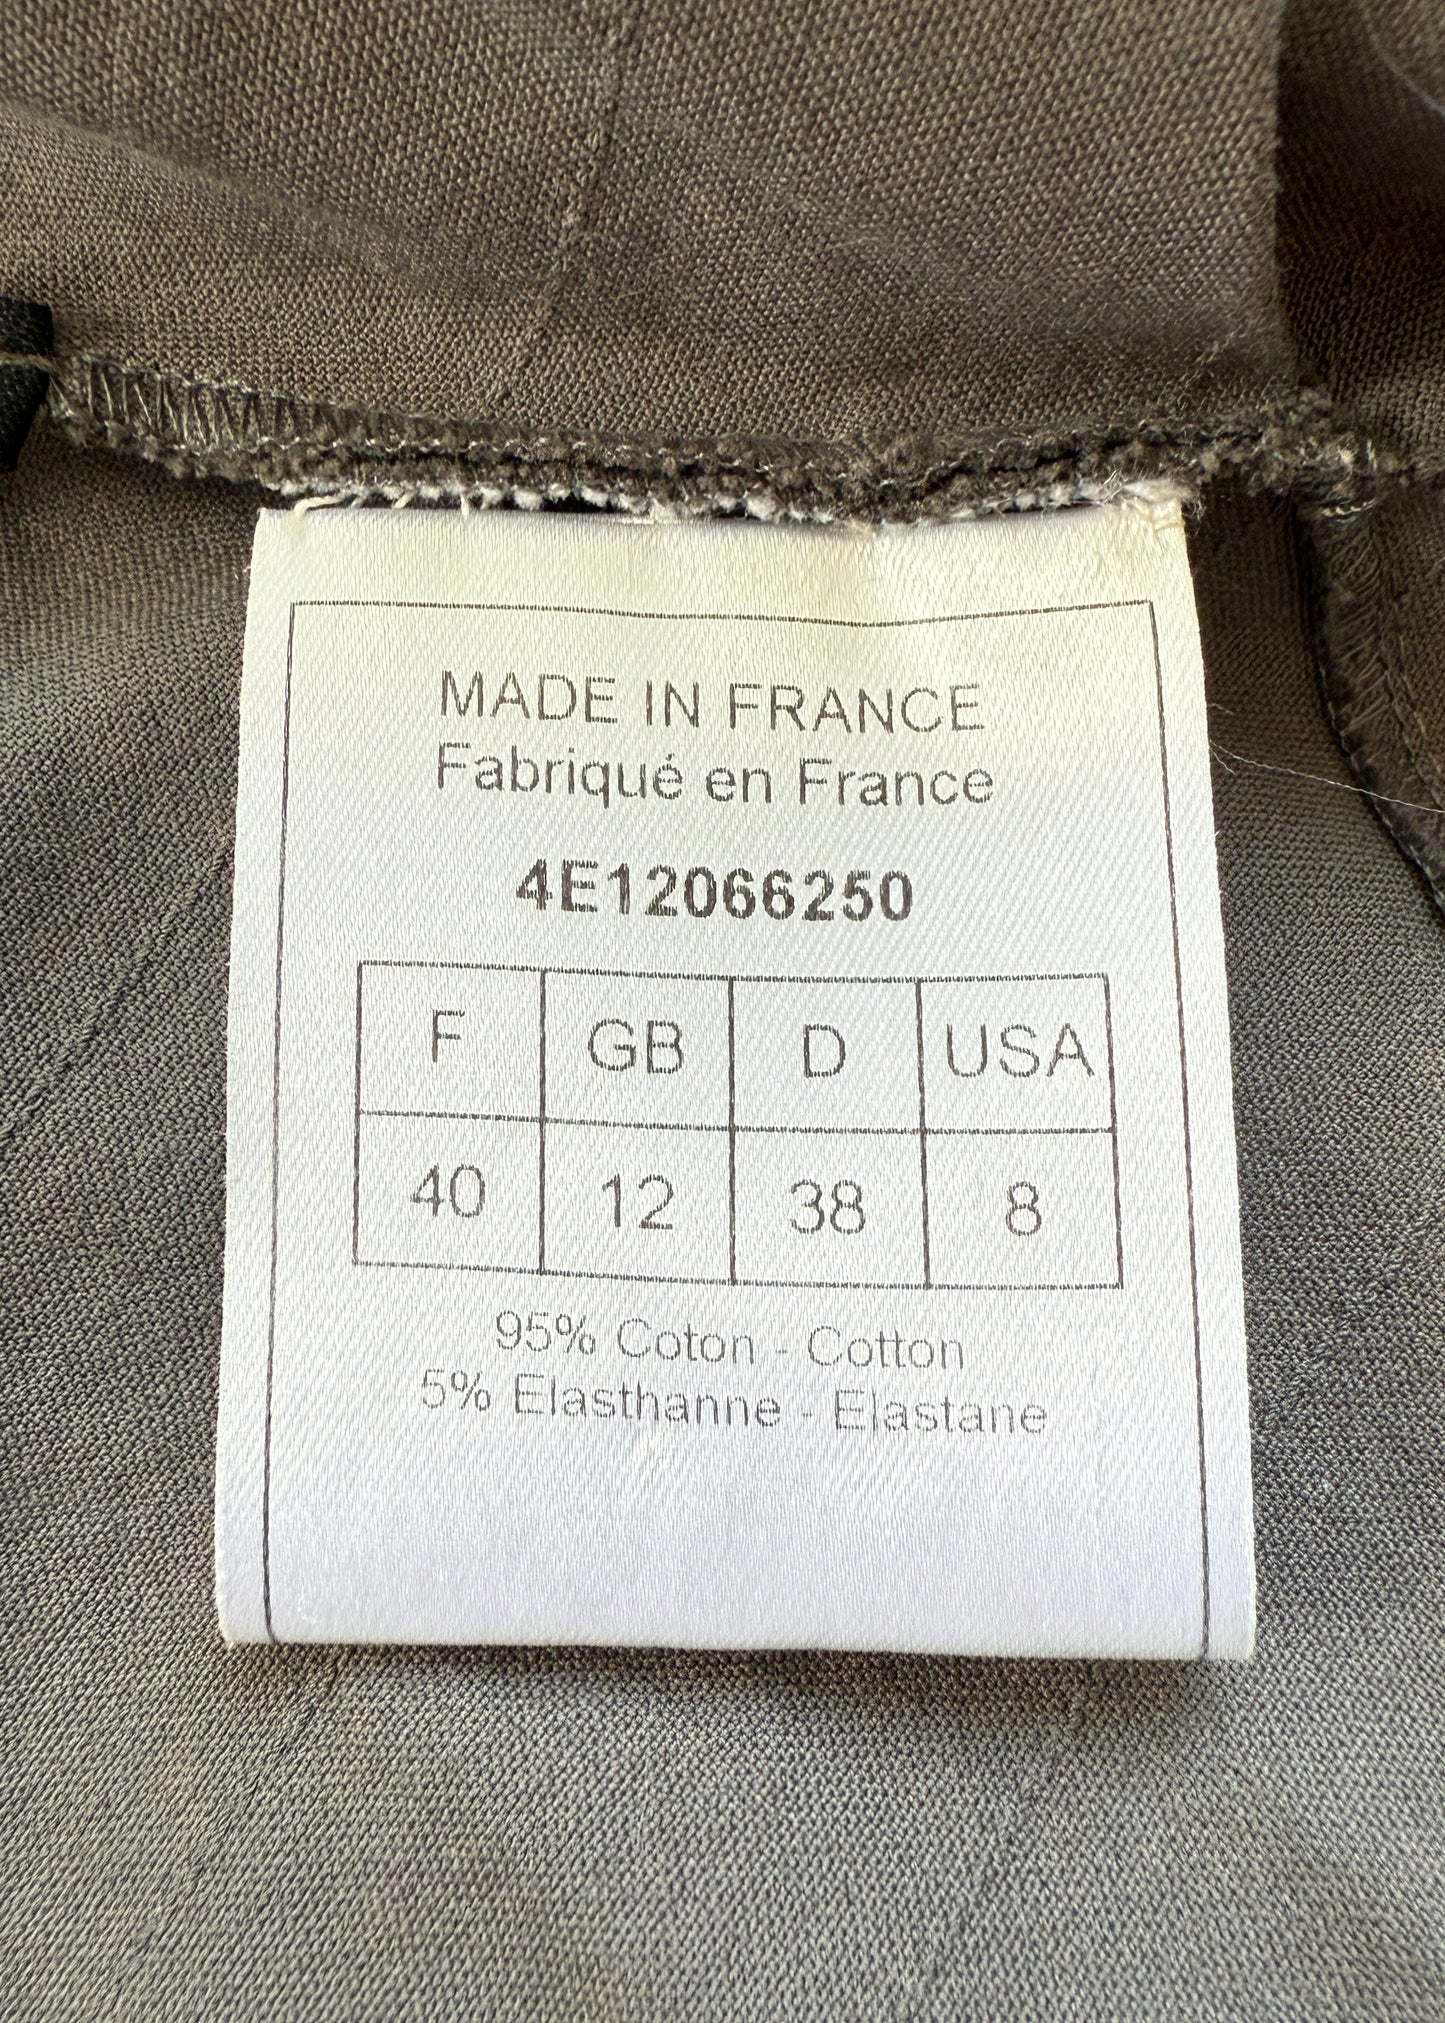 MADE IN FRANCE
Fabriqué en France
4E12066250
F GB D USA
40 12 38 8
95% Coton - Cotton
5% Elasthanne - Elastane